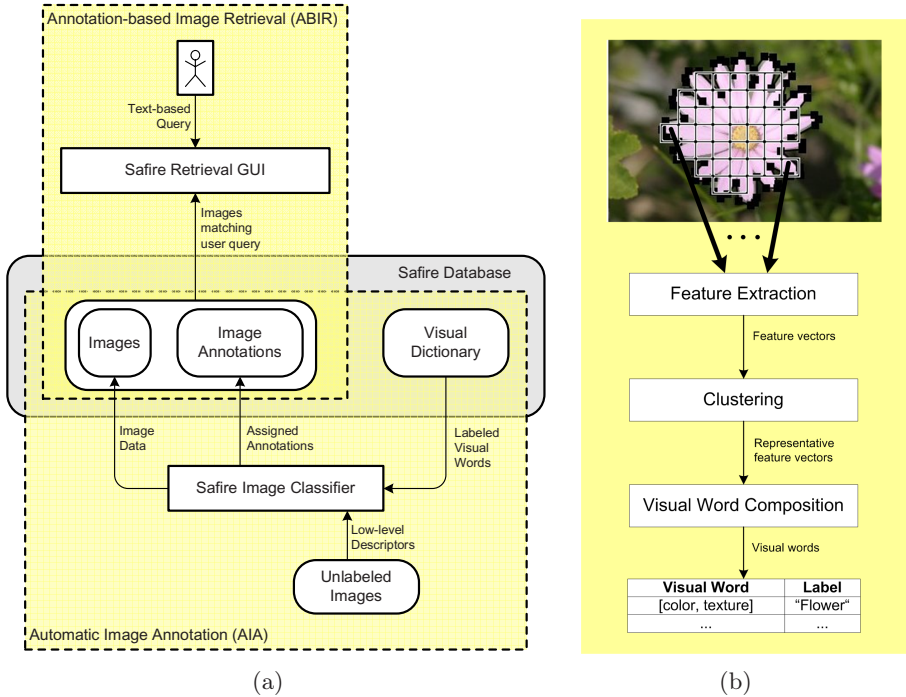 Annotation-based Image Retrieval (ABIR)
Text-based
Query
Safire Retrieval GUI
Images
matching
user query
Safire Database
Images
Image
Annotations
Visual
Dictionary
Image
Data
Assigned
Annotations
Labeled
Visual
Words
Safire Image Classifier
Low-level
Descriptors
Unlabeled
Images
Automatic Image Annotation (AIA)
(a)
. . .
Feature Extraction
Feature vectors
Clustering
Representative
feature vectors
Visual Word Composition
Visual words
Visual Word Label
[color, texture] “Flower“
... ...
(b)